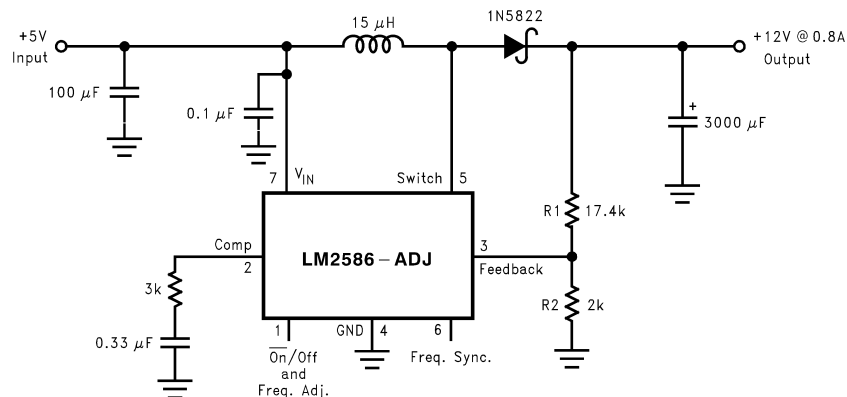 1N5822
15 μH
+5V
Input
+12V @ 0.8A
Output
100 μF
0.1 μF
+
3000 μF
7
VIN
Switch
5
R1
17.4k
Comp
2
LM2586-ADJ
3
Feedback
3k
R2
2k
0.33 μF
1
GND
4
6
On/Off
and
Freq. Adj.
Freq. Sync.